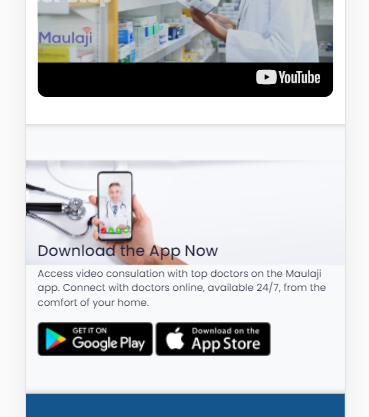 Maulaji
YouTube
Download the App Now
Access video consulation with top doctors on the Maulaji
app. Connect with doctors online, available 24/7, from the
comfort of your home.
GET IT ON
Google Play
Download on the
App Store